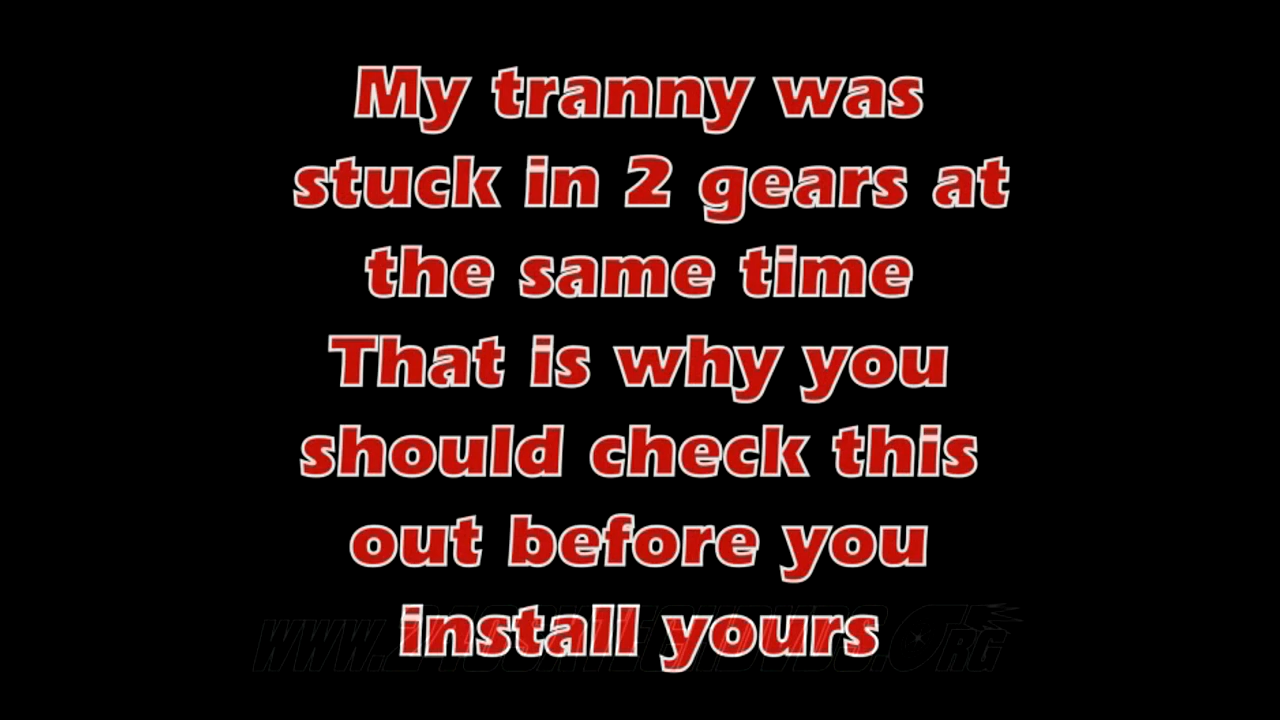 My tranny was
stuck in 2 gears at
the same time
That is why you
should check this
out before you
install yours